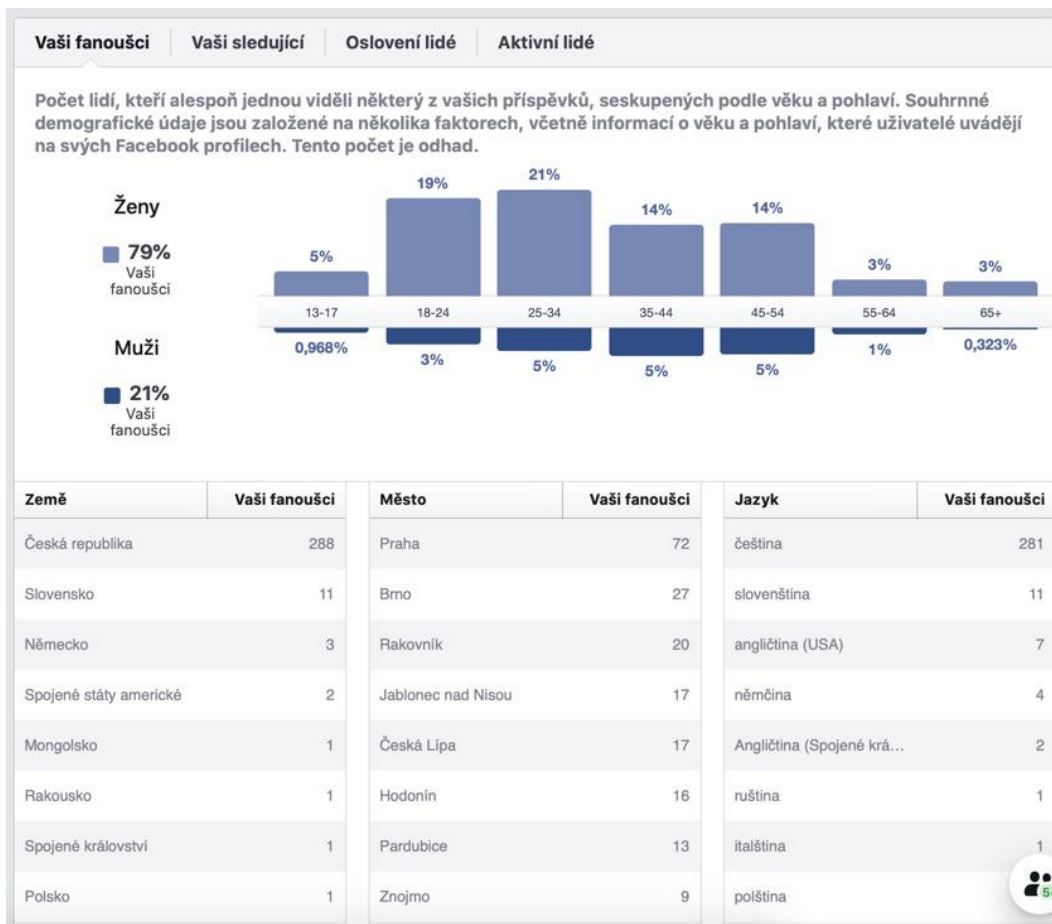 Vaši fanoušci Vaši sledující Oslovení lidé Aktivní lidé
Počet lidí, kteří alespoň jednou viděli některý z vašich příspěvků, seskupených podle věku a pohlaví. Souhrnné
demografické údaje jsou založené na několika faktorech, včetně informací o věku a pohlaví, které uživatelé uvádějí
na svých Facebook profilech. Tento počet je odhad.
Ženy
79%
Vaši
fanoušci
5% 19% 21% 14% 14% 3% 3%
13-17 18-24 25-34 35-44 45-54 55-64 65+
0,968% 3% 5% 5% 5% 1% 0,323%
Muži
21%
Vaši
fanoušci
Země Vaši fanoušci Město Vaši fanoušci Jazyk Vaši fanoušci
Česká republika 288 Praha 72 čeština 281
Slovensko 11 Brno 27 slovenština 11
Německo 3 Rakovník 20 angličtina (USA) 7
Spojené státy americké 2 Jablonec nad Nisou 17 němčina 4
Mongolsko 1 Česká Lípa 17 Angličtina (Spojené krá... 2
Rakousko 1 Hodonín 16 ruština 1
Spojené království 1 Pardubice 13 italština 1
Polsko 1 Znojmo 9 polština